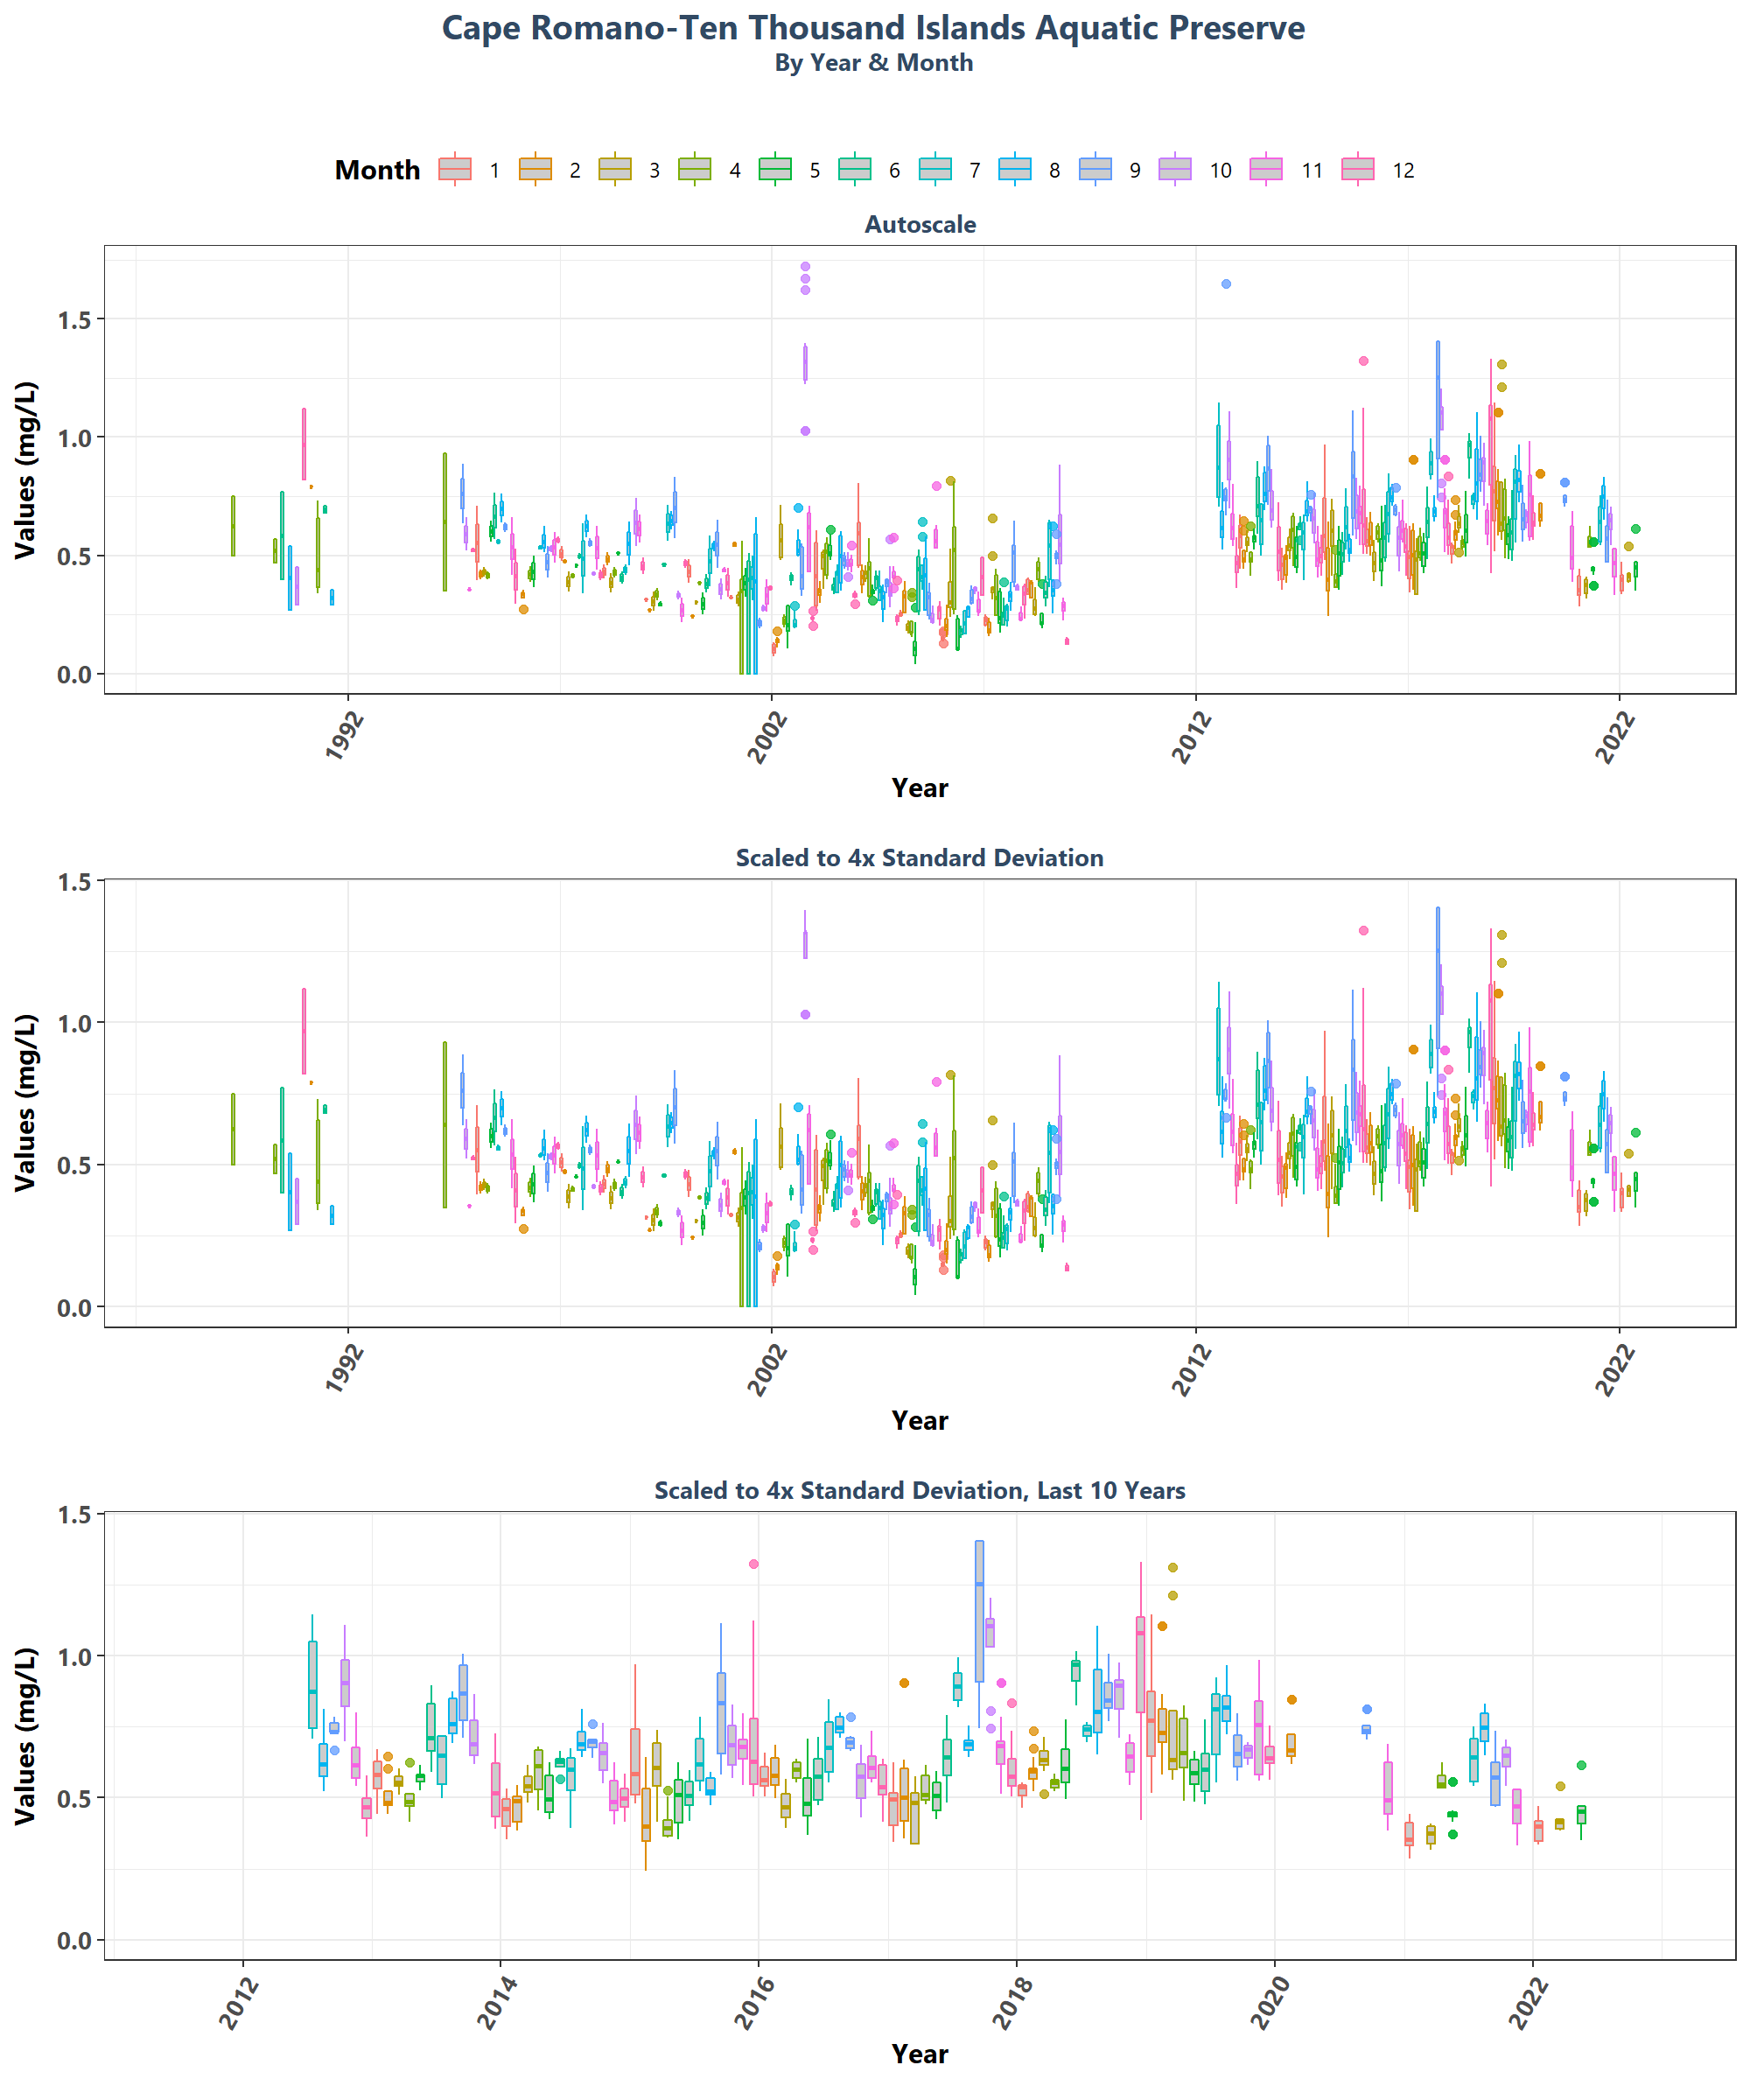 Cape Romano-Ten Thousand Islands Aquatic Preserve
By Year & Month
Month 1 2 3 4 5 6 7 8 9 10 11 12
Autoscale
Values (mg/L)
1.5
1.0
0.5
0.0
1992 2002 2012 2022
Year
Scaled to 4x Standard Deviation
Values (mg/L)
1.5
1.0
0.5
0.0
1992 2002 2012 2022
Year
Scaled to 4x Standard Deviation, Last 10 Years
Values (mg/L)
1.5
1.0
0.5
0.0
2012 2014 2016 2018 2020 2022
Year